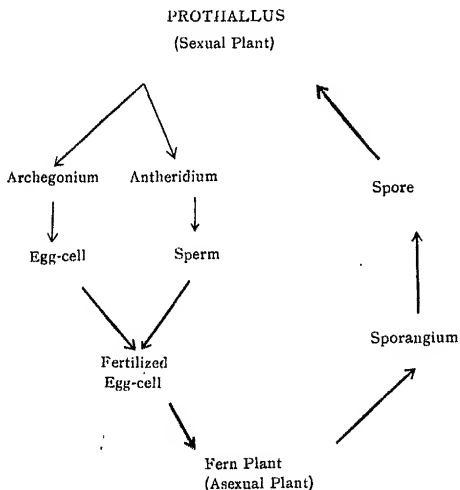 PROTHALLUS
(Sexual Plant)
Archegonium
Antheridium
Spore
Egg-cell
Sperm
Sporangium
Fertilized
Egg-cell
Fern Plant
(Asexual Plant)